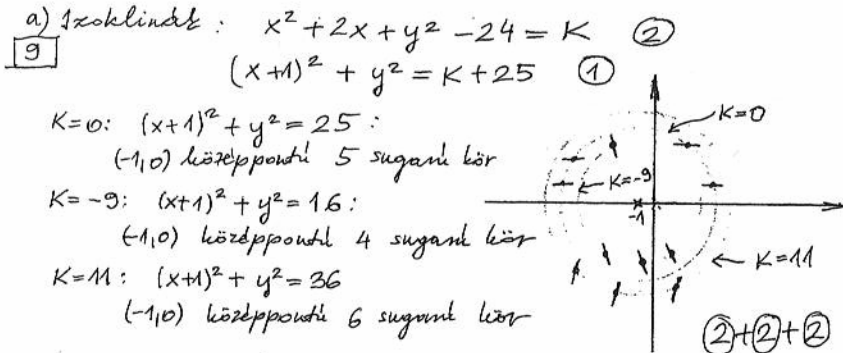 a) Izoklinák : x² + 2x + y² - 24 = K ②
9
(x+1)² + y² = K + 25 ①
K=0: (x+1)² + y² = 25 :
(-1,0) középpontú 5 sugarú kör
K= -9: (x+1)² + y² = 16 :
(-1,0) középpontú 4 sugarú kör
K=11 : (x+1)² + y² = 36
(-1,0) középpontú 6 sugarú kör
K=0
K=-9
-1
K=11
②+②+②